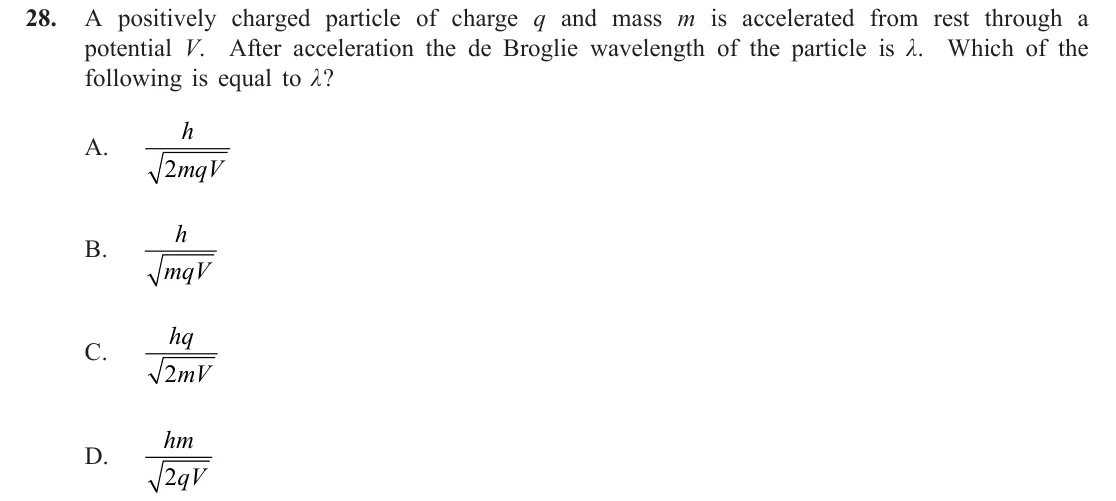 28. A positively charged particle of charge q and mass m is accelerated from rest through a
potential V. After acceleration the de Broglie wavelength of the particle is λ. Which of the
following is equal to λ?
A. h/√(2mqV)
B. h/√(mqV)
C. hq/√(2mV)
D. hm/√(2qV)